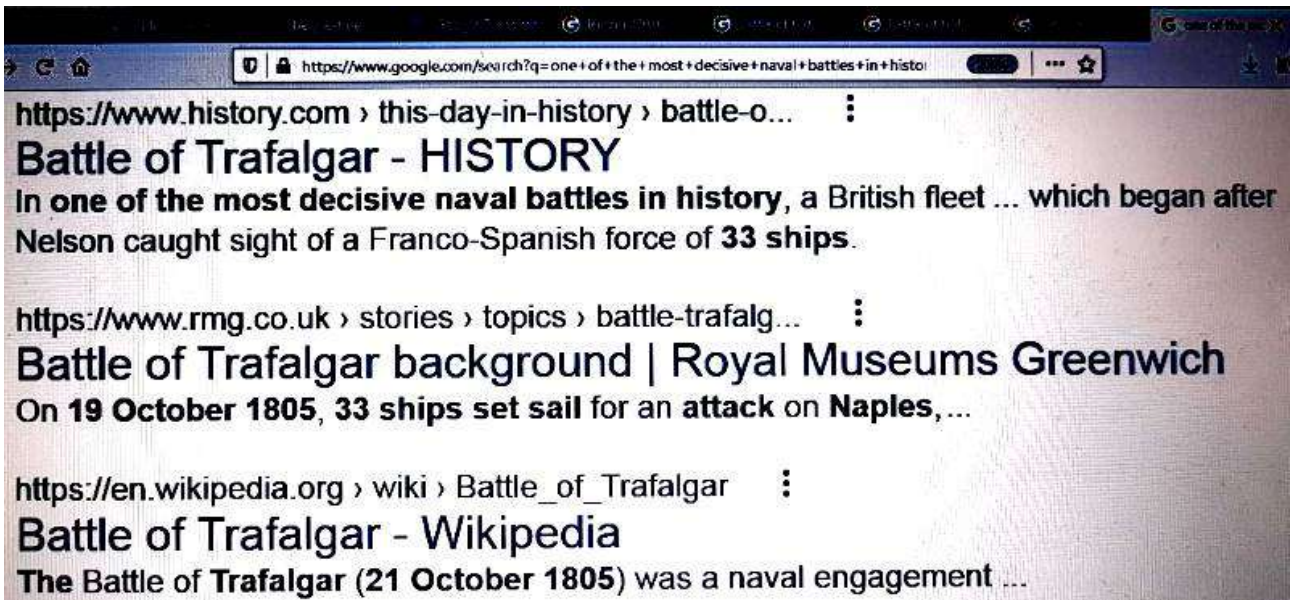 https://www.google.com/search?q=one+of+the+most+decisive+naval+battles+in+histo
https://www.history.com › this-day-in-history › battle-o...
Battle of Trafalgar - HISTORY
In one of the most decisive naval battles in history, a British fleet ... which began after
Nelson caught sight of a Franco-Spanish force of 33 ships.
https://www.rmg.co.uk › stories › topics › battle-trafalg...
Battle of Trafalgar background | Royal Museums Greenwich
On 19 October 1805, 33 ships set sail for an attack on Naples, ...
https://en.wikipedia.org › wiki › Battle_of_Trafalgar
Battle of Trafalgar - Wikipedia
The Battle of Trafalgar (21 October 1805) was a naval engagement ...